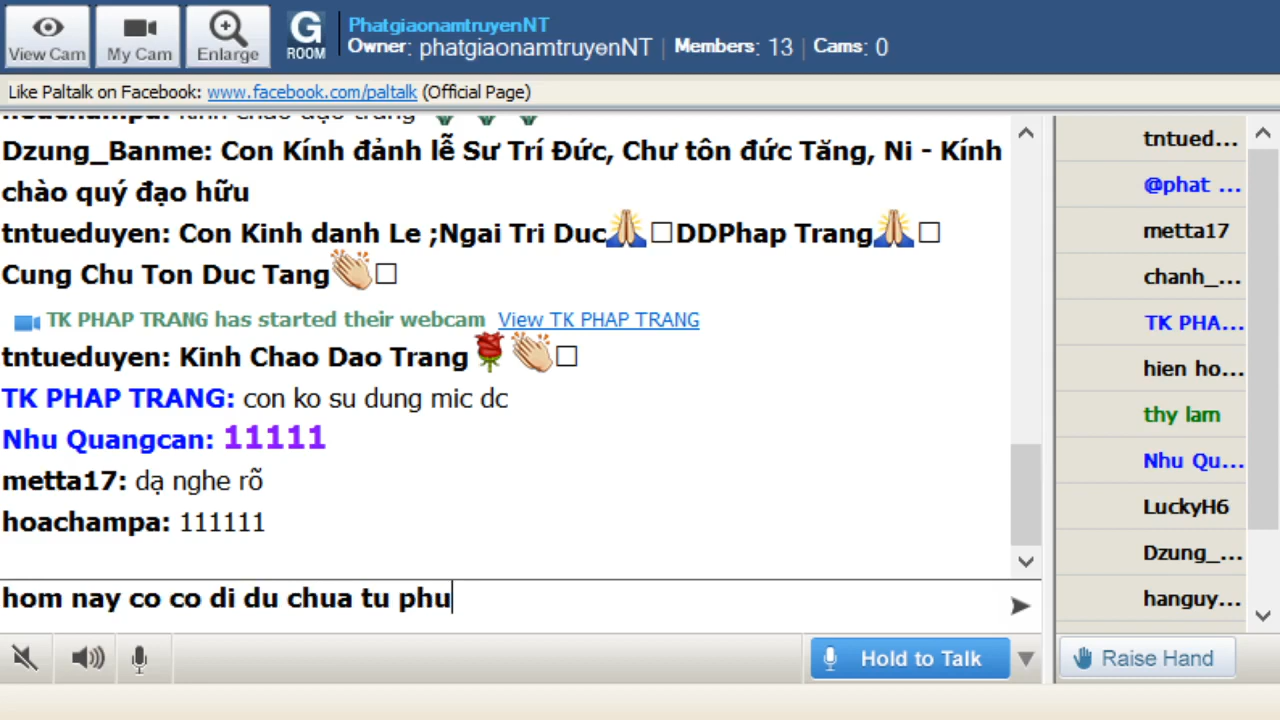 View Cam
My Cam
Enlarge
G
ROOM
PhatgiaonamtruyenNT
Owner: phatgiaonamtruyenNT | Members: 13 | Cams: 0
Like Paltalk on Facebook: www.facebook.com/paltalk (Official Page)
hoachampa: kinh chao dao trang
Dzung_Banme: Con Kính đảnh lễ Sư Trí Đức, Chư tôn đức Tăng, Ni - Kính
chào quý đạo hữu
tntueduyen: Con Kinh danh Le ;Ngai Tri Duc🙏□DDPhap Trang🙏□
Cung Chu Ton Duc Tang👏□
TK PHAP TRANG has started their webcam View TK PHAP TRANG
tntueduyen: Kinh Chao Dao Trang🌹👏□
TK PHAP TRANG: con ko su dung mic dc
Nhu Quangcan: 11111
metta17: dạ nghe rõ
hoachampa: 111111
hom nay co co di du chua tu phu
Hold to Talk
tntued...
@phat ...
metta17
chanh_...
TK PHA...
hien ho...
thy lam
Nhu Qu...
LuckyH6
Dzung_...
hanguy...
Raise Hand